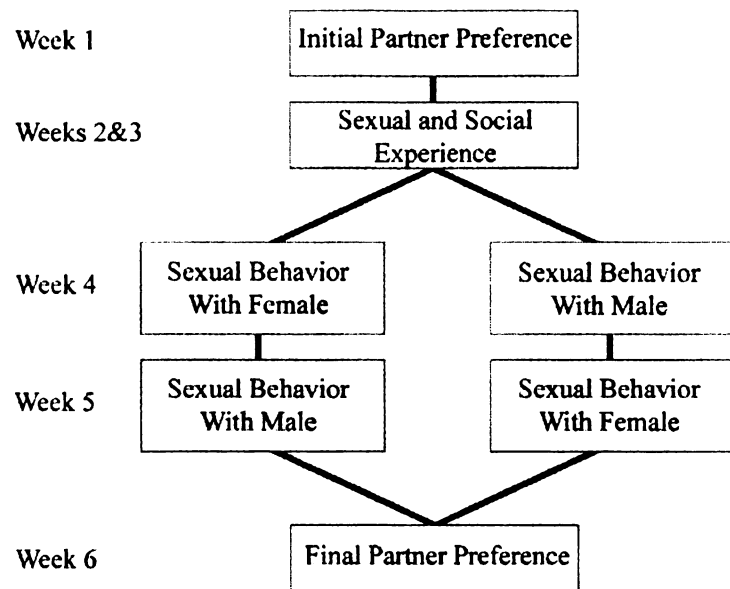 Week 1
Initial Partner Preference
Weeks 2&3
Sexual and Social
Experience
Week 4
Sexual Behavior
With Female
Sexual Behavior
With Male
Week 5
Sexual Behavior
With Male
Sexual Behavior
With Female
Week 6
Final Partner Preference